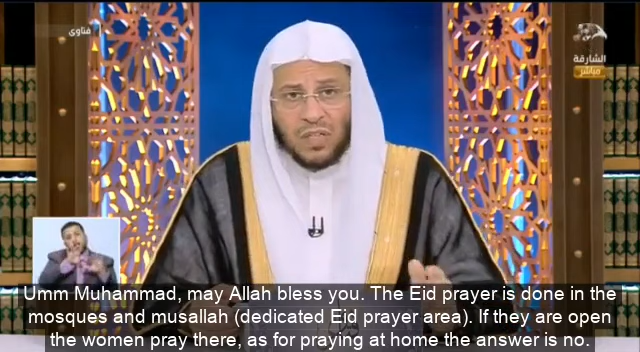 فتاوى
الشارقة
مباشر
Umm Muhammad, may Allah bless you. The Eid prayer is done in the
mosques and musallah (dedicated Eid prayer area). If they are open
the women pray there, as for praying at home the answer is no.